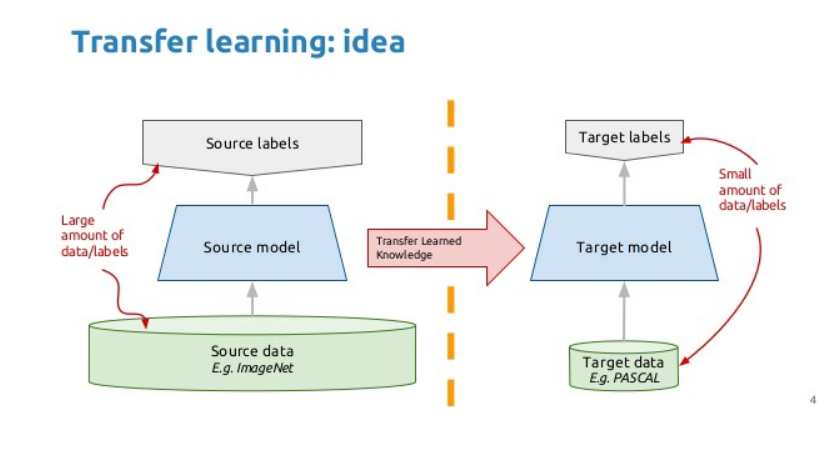 Transfer learning: idea
Source labels
Large
amount of
data/labels
Source model
Source data
E.g. ImageNet
Transfer Learned
Knowledge
Target labels
Small
amount of
data/labels
Target model
Target data
E.g. PASCAL
4